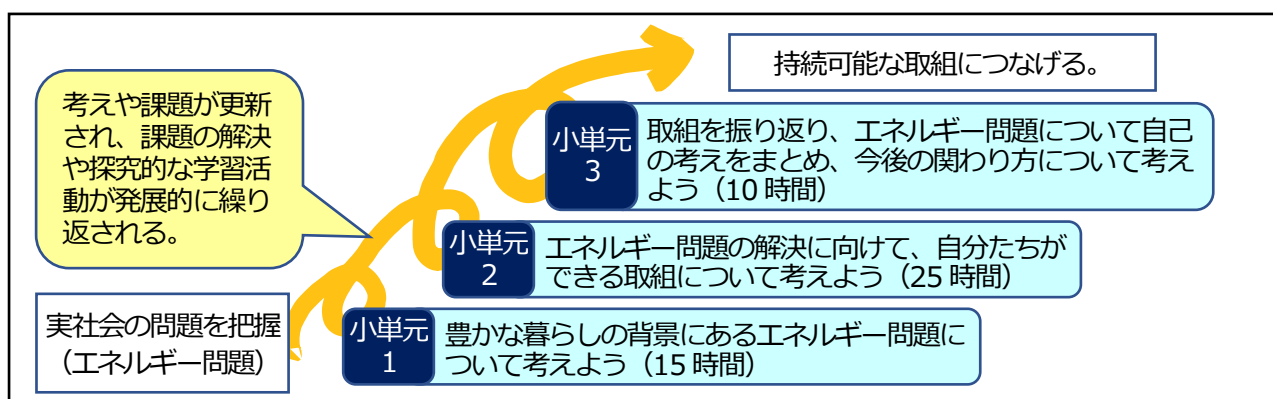 持続可能な取組につなげる。
考えや課題が更新
され、課題の解決
や探究的な学習活
動が発展的に繰り
返される。
小単元
3
取組を振り返り、エネルギー問題について自己
の考えをまとめ、今後の関わり方について考え
よう（10 時間）
小単元
2
エネルギー問題の解決に向けて、自分たちが
できる取組について考えよう（25 時間）
実社会の問題を把握
（エネルギー問題）
小単元
1
豊かな暮らしの背景にあるエネルギー問題に
ついて考えよう（15 時間）